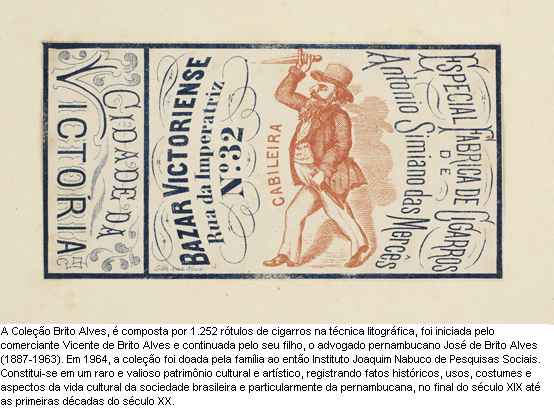 CIDADE DA
VICTÓRIA
BAZAR VICTORIENSE
Rua da Imperatriz
Nº 32
CABILEIRA
ESPECIAL FABRICA DE CIGARROS
DE
Antonio Simiano das Mercês
A Coleção Brito Alves, é composta por 1.252 rótulos de cigarros na técnica litográfica, foi iniciada pelo
comerciante Vicente de Brito Alves e continuada pelo seu filho, o advogado pernambucano José de Brito Alves
(1887-1963). Em 1964, a coleção foi doada pela família ao então Instituto Joaquim Nabuco de Pesquisas Sociais.
Constitui-se em um raro e valioso patrimônio cultural e artístico, registrando fatos históricos, usos, costumes e
aspectos da vida cultural da sociedade brasileira e particularmente da pernambucana, no final do século XIX até
as primeiras décadas do século XX.